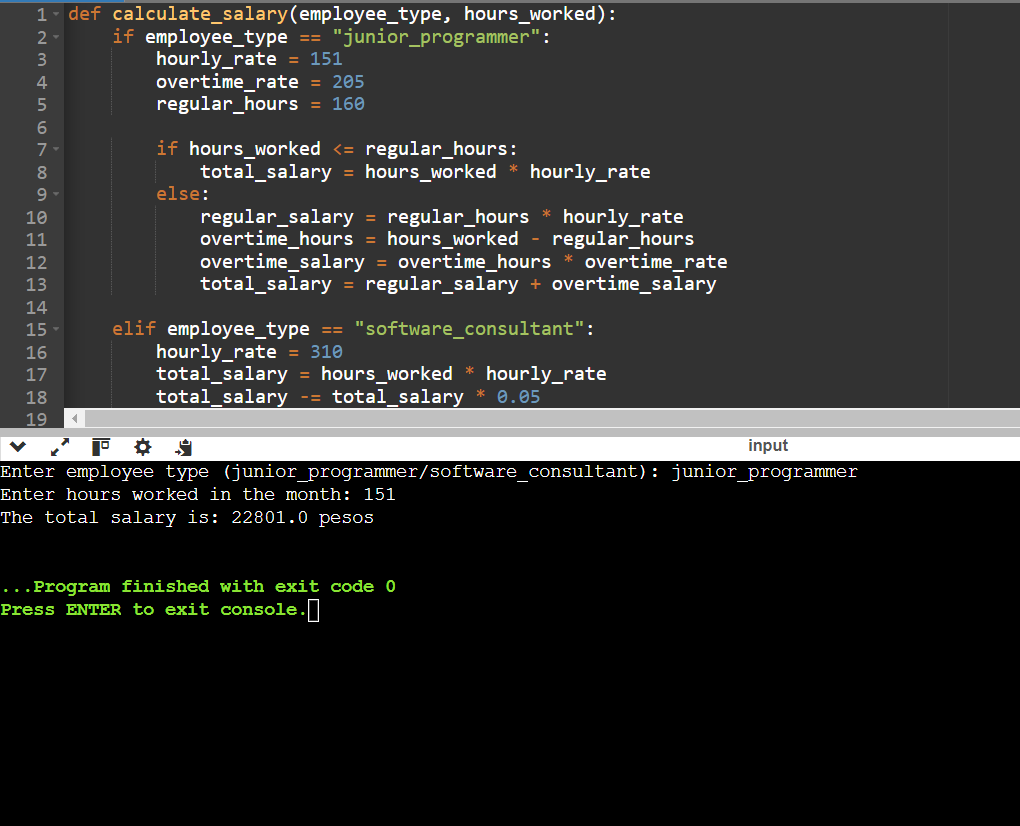 1 def calculate_salary(employee_type, hours_worked):
2     if employee_type == "junior_programmer":
3         hourly_rate = 151
4         overtime_rate = 205
5         regular_hours = 160
6
7         if hours_worked <= regular_hours:
8             total_salary = hours_worked * hourly_rate
9         else:
10             regular_salary = regular_hours * hourly_rate
11             overtime_hours = hours_worked - regular_hours
12             overtime_salary = overtime_hours * overtime_rate
13             total_salary = regular_salary + overtime_salary
14
15     elif employee_type == "software_consultant":
16         hourly_rate = 310
17         total_salary = hours_worked * hourly_rate
18         total_salary -= total_salary * 0.05
19
input
Enter employee type (junior_programmer/software_consultant): junior_programmer
Enter hours worked in the month: 151
The total salary is: 22801.0 pesos
...Program finished with exit code 0
Press ENTER to exit console.